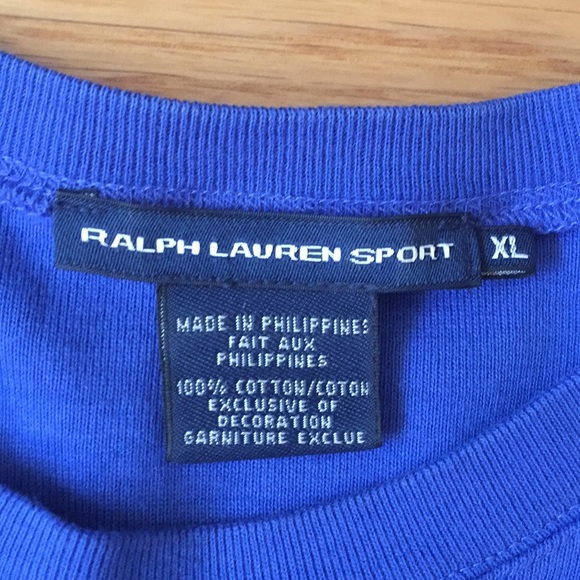 RALPH LAUREN SPORT
XL
MADE IN PHILIPPINES
FAIT AUX
PHILIPPINES
100% COTTON/COTON
EXCLUSIVE OF
DECORATION
GARNITURE EXCLUE